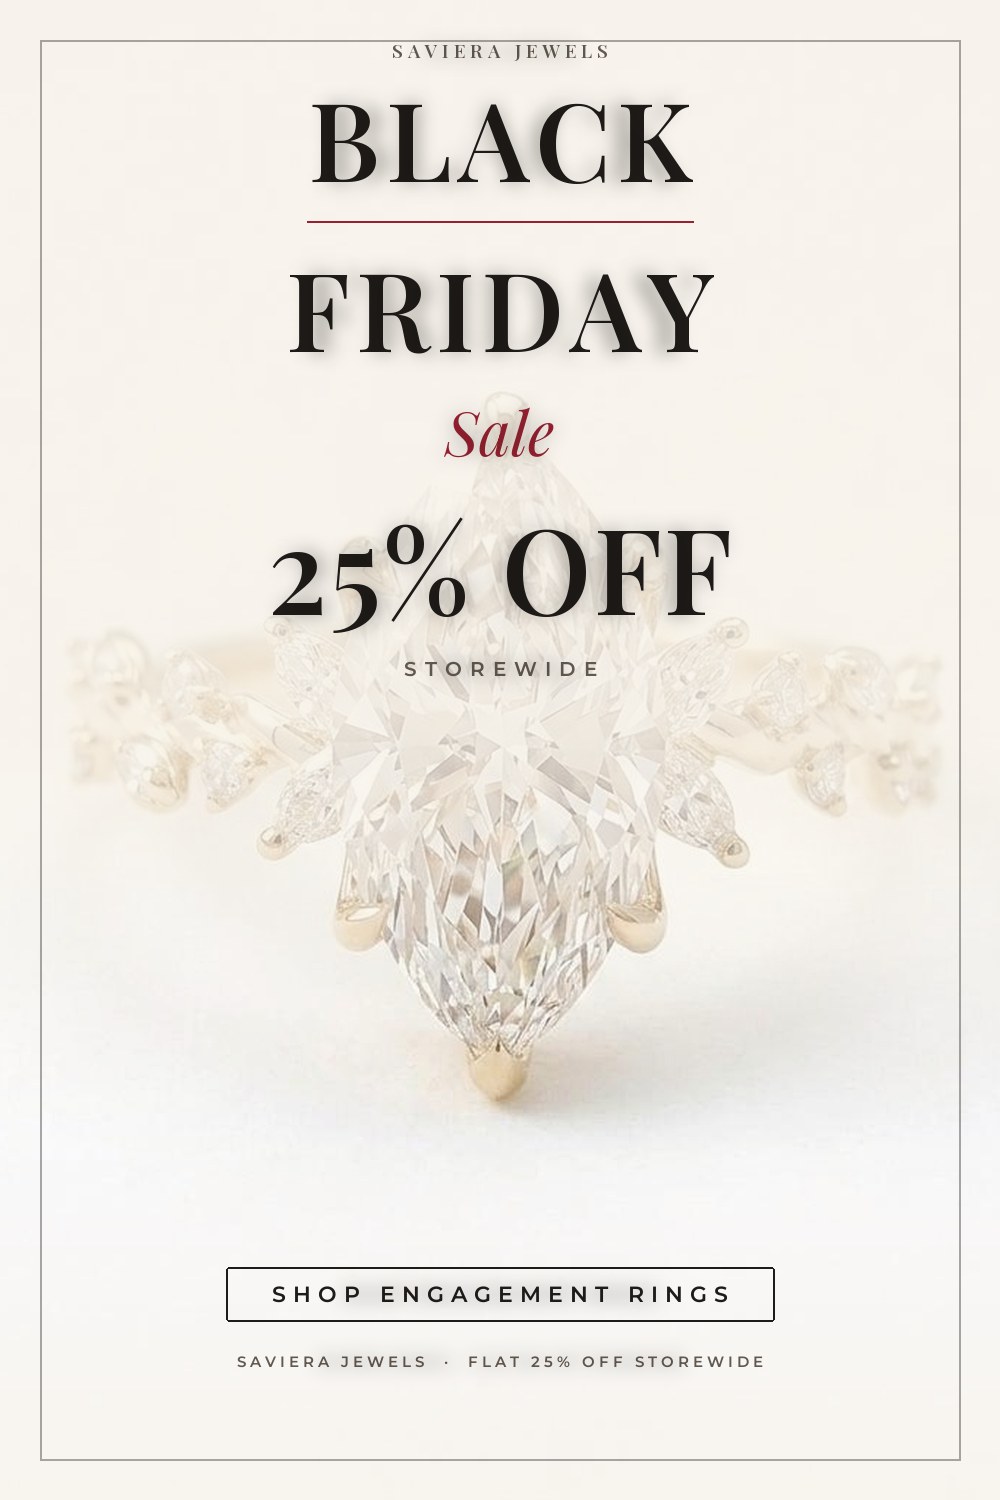 SAVIERA JEWELS
BLACK
FRIDAY
Sale
25% OFF
STOREWIDE
SHOP ENGAGEMENT RINGS
SAVIERA JEWELS · FLAT 25% OFF STOREWIDE